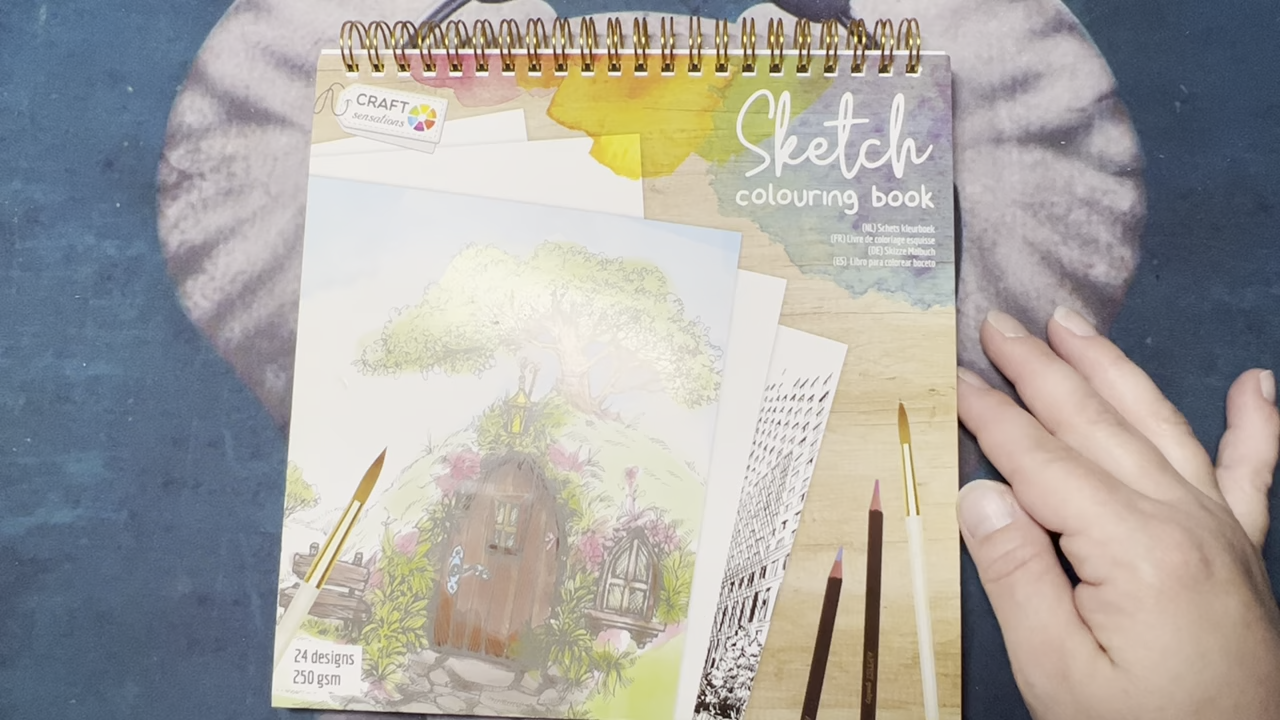 CRAFT
sensations
Sketch
colouring book
(NL) Schets kleurboek
(FR) Livre de coloriage esquisse
(DE) Skizze Malbuch
(ES) Libro para colorear boceto
24 designs
250 gsm